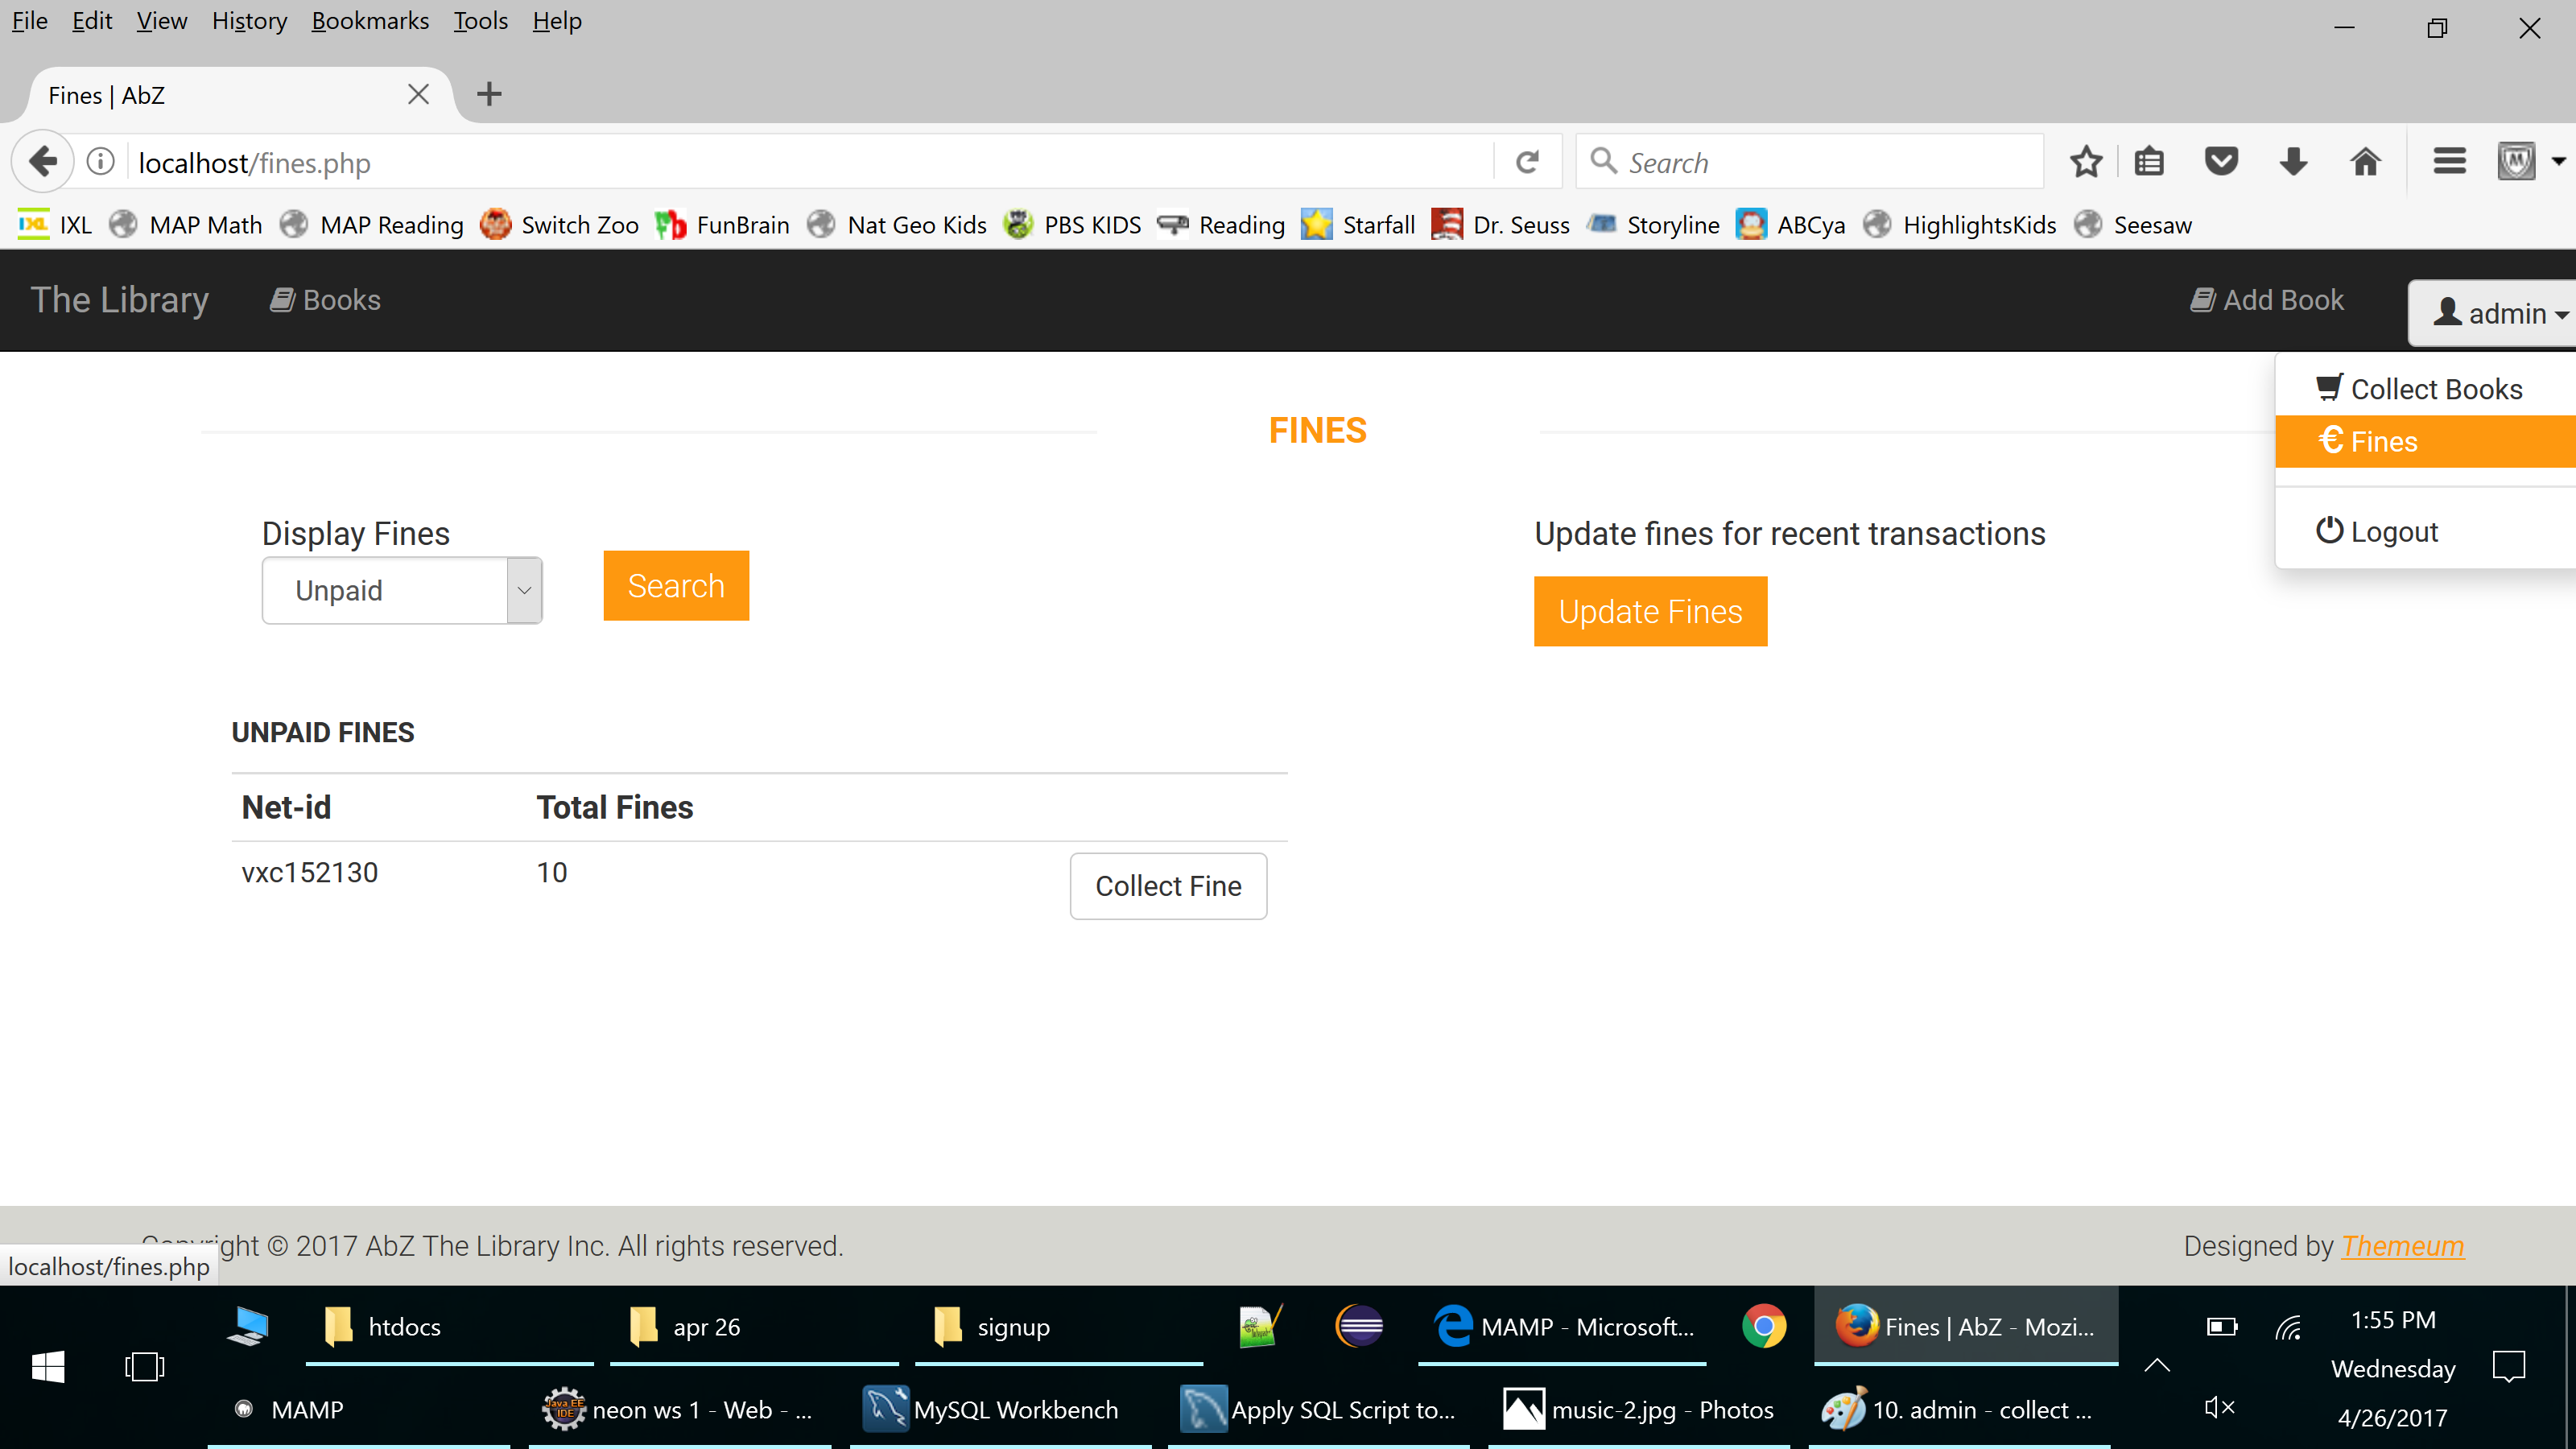 File Edit View History Bookmarks Tools Help
Fines | AbZ
localhost/fines.php
Search
IXL MAP Math MAP Reading Switch Zoo FunBrain Nat Geo Kids PBS KIDS Reading Starfall Dr. Seuss Storyline ABCya HighlightsKids Seesaw
The Library Books Add Book admin
Collect Books
€ Fines
Logout
FINES
Display Fines
Unpaid
Search
Update fines for recent transactions
Update Fines
UNPAID FINES
Net-id Total Fines
vxc152130 10 Collect Fine
Copyright © 2017 AbZ The Library Inc. All rights reserved.
Designed by Themeum
localhost/fines.php
htdocs apr 26 signup MAMP - Microsoft... Fines | AbZ - Mozi...
MAMP neon ws 1 - Web - ... MySQL Workbench Apply SQL Script to... music-2.jpg - Photos 10. admin - collect ...
1:55 PM
Wednesday
4/26/2017